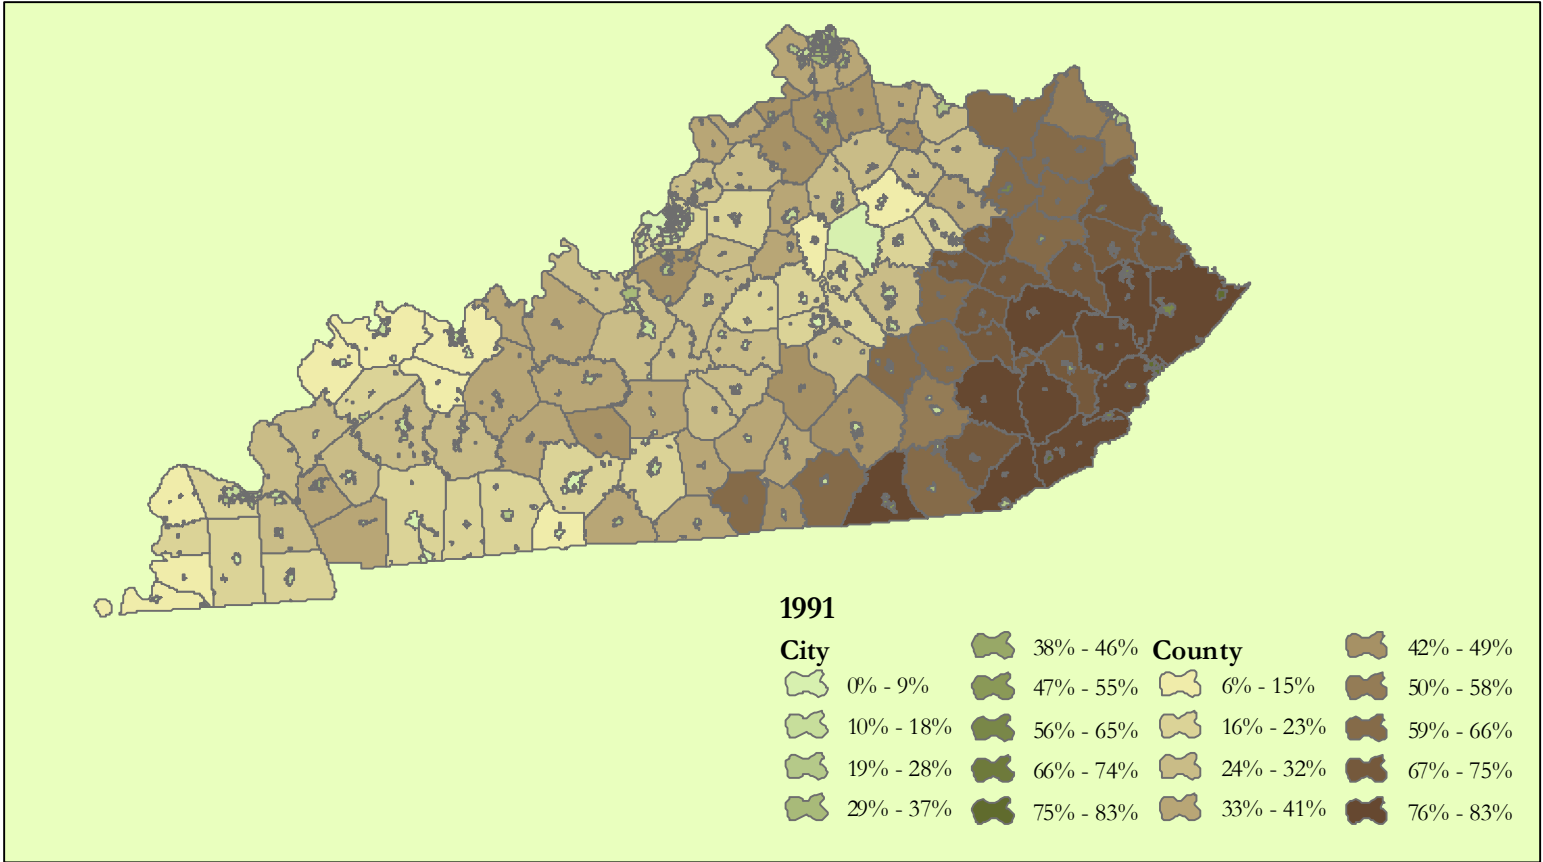 1991
City
0% - 9%
10% - 18%
19% - 28%
29% - 37%
38% - 46%
47% - 55%
56% - 65%
66% - 74%
75% - 83%
County
6% - 15%
16% - 23%
24% - 32%
33% - 41%
42% - 49%
50% - 58%
59% - 66%
67% - 75%
76% - 83%